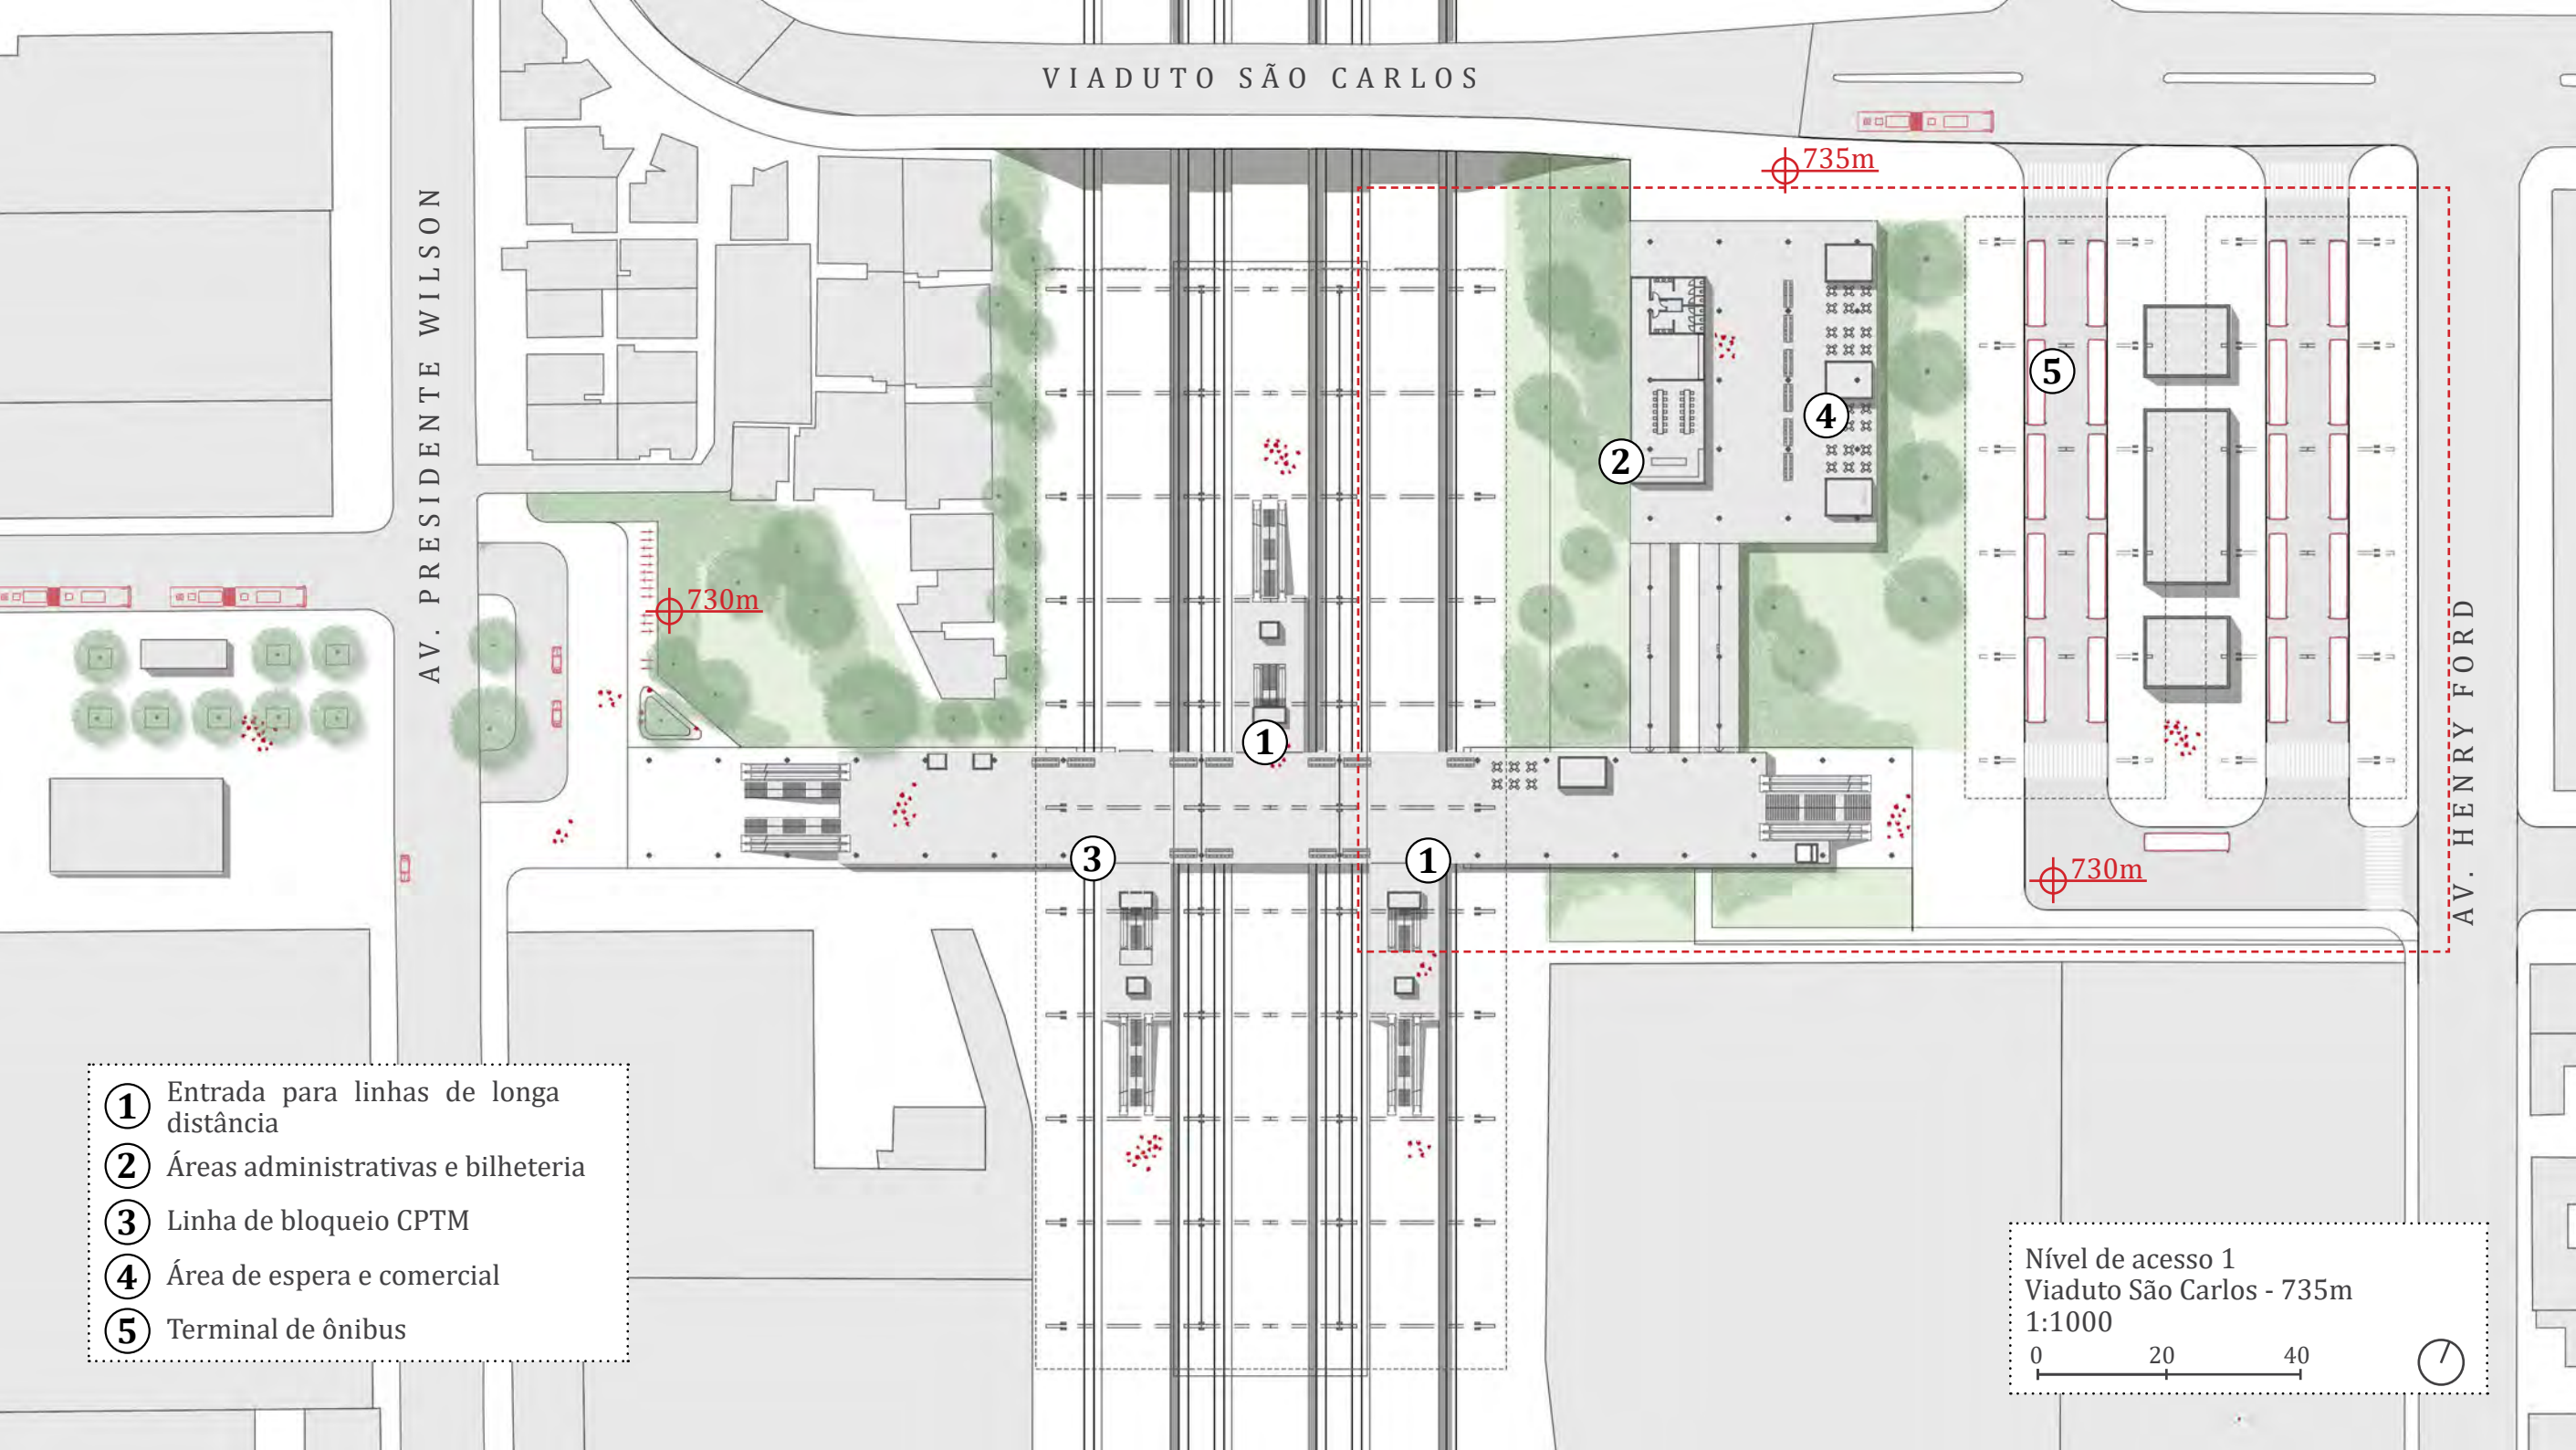 VIADUTO SÃO CARLOS
735m
AV. PRESIDENTE WILSON
5
4
2
730m
AV. HENRY FORD
1
3
1
730m
1 Entrada para linhas de longa
distância
2 Áreas administrativas e bilheteria
3 Linha de bloqueio CPTM
4 Área de espera e comercial
5 Terminal de ônibus
Nível de acesso 1
Viaduto São Carlos - 735m
1:1000
0 20 40